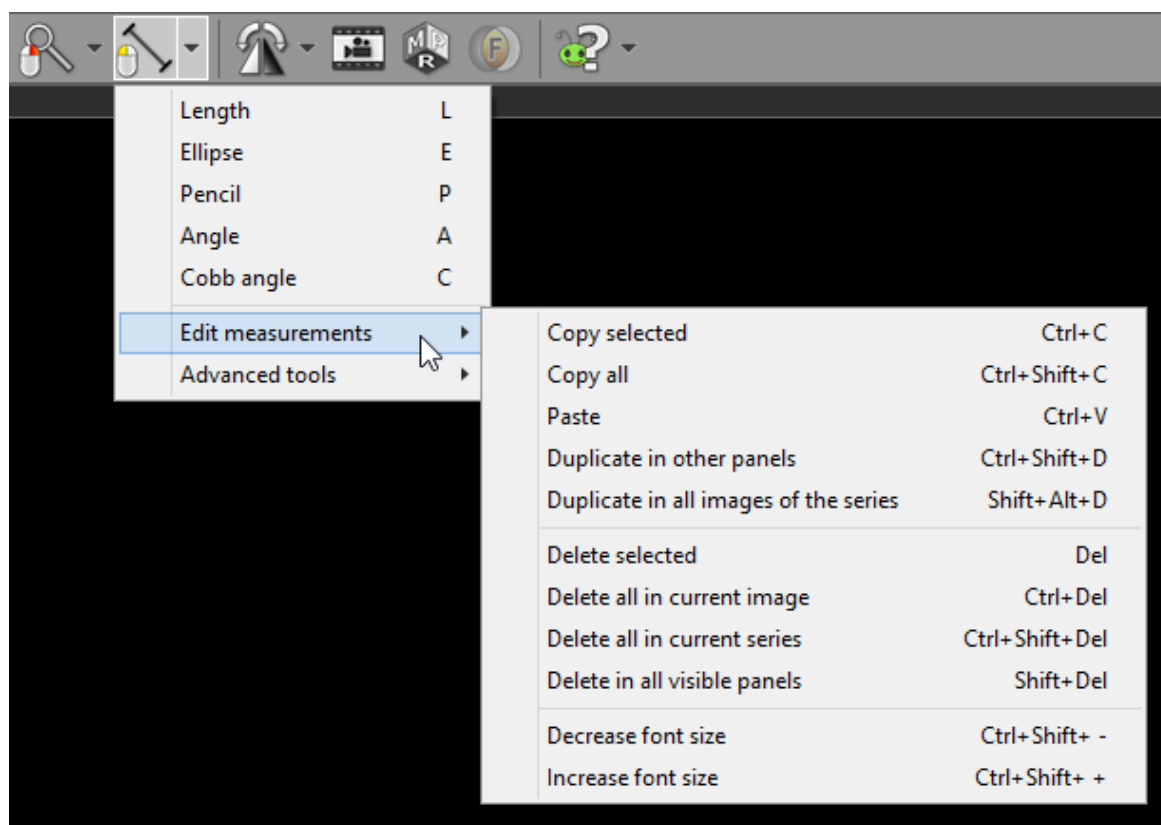 MPR
F
?
Length L
Ellipse E
Pencil P
Angle A
Cobb angle C
Edit measurements
Advanced tools
Copy selected Ctrl+C
Copy all Ctrl+Shift+C
Paste Ctrl+V
Duplicate in other panels Ctrl+Shift+D
Duplicate in all images of the series Shift+Alt+D
Delete selected Del
Delete all in current image Ctrl+Del
Delete all in current series Ctrl+Shift+Del
Delete in all visible panels Shift+Del
Decrease font size Ctrl+Shift+ -
Increase font size Ctrl+Shift+ +